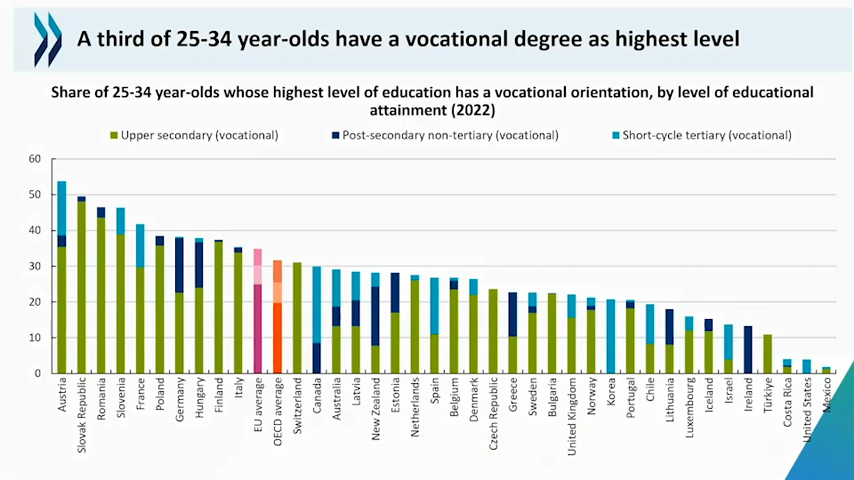 A third of 25-34 year-olds have a vocational degree as highest level
Share of 25-34 year-olds whose highest level of education has a vocational orientation, by level of educational
attainment (2022)
Upper secondary (vocational)
Post-secondary non-tertiary (vocational)
Short-cycle tertiary (vocational)
60
50
40
30
20
10
0
Austria
Slovak Republic
Romania
Slovenia
France
Poland
Germany
Hungary
Finland
Italy
EU average
OECD average
Switzerland
Canada
Australia
Latvia
New Zealand
Estonia
Netherlands
Spain
Belgium
Denmark
Czech Republic
Greece
Sweden
Bulgaria
United Kingdom
Norway
Korea
Portugal
Chile
Lithuania
Luxembourg
Iceland
Israel
Ireland
Türkiye
Costa Rica
United States
Mexico